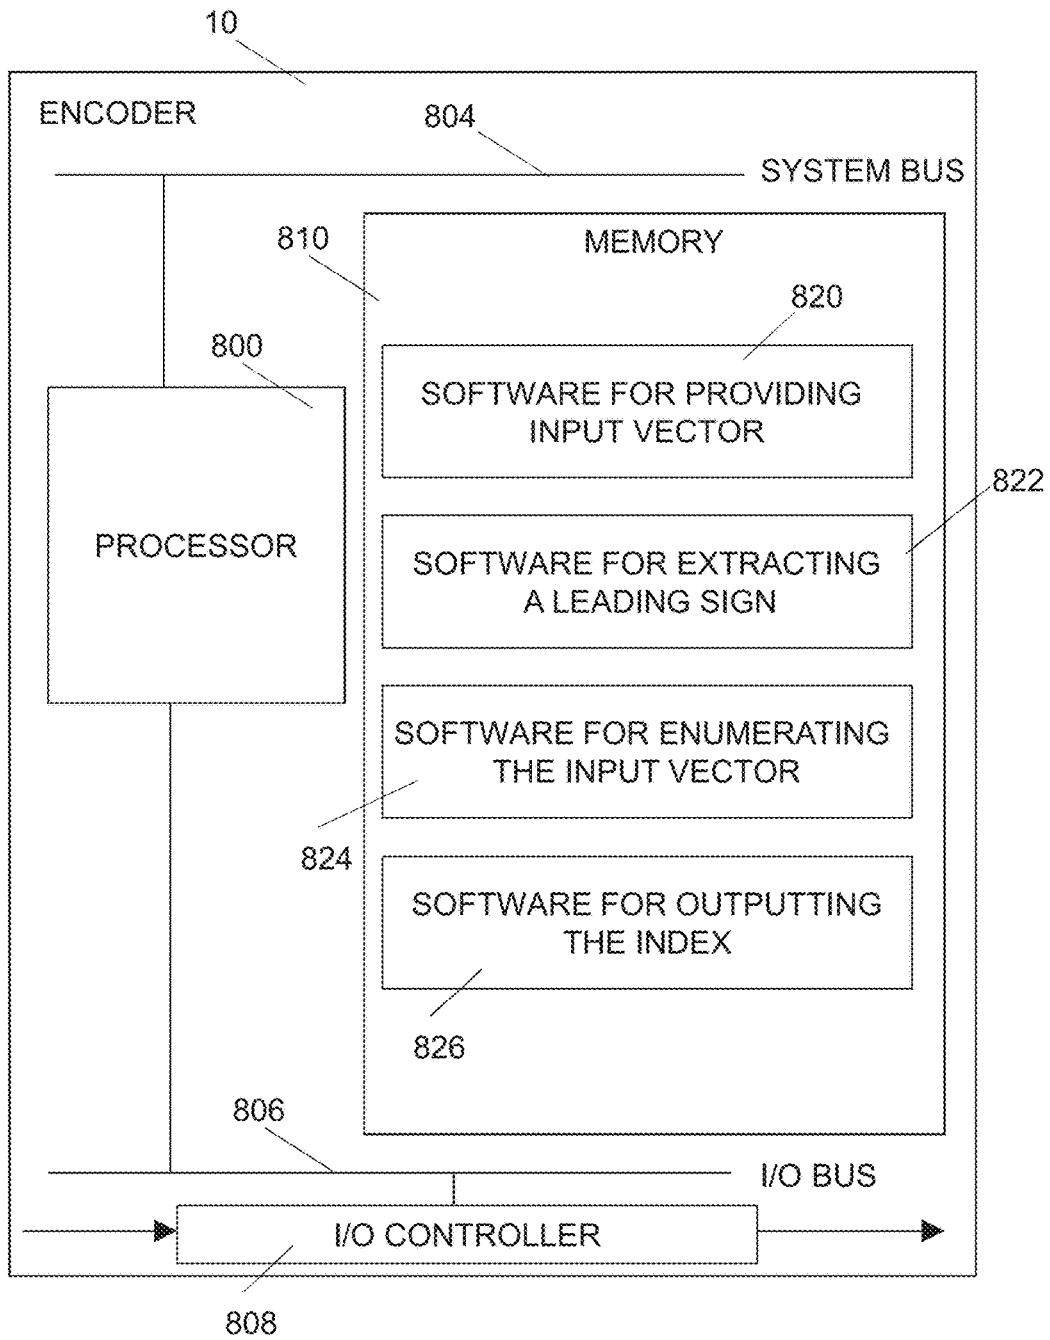 10
ENCODER
804
SYSTEM BUS
810
MEMORY
820
800
SOFTWARE FOR PROVIDING
INPUT VECTOR
822
PROCESSOR
SOFTWARE FOR EXTRACTING
A LEADING SIGN
SOFTWARE FOR ENUMERATING
THE INPUT VECTOR
824
SOFTWARE FOR OUTPUTTING
THE INDEX
826
806
I/O BUS
I/O CONTROLLER
808